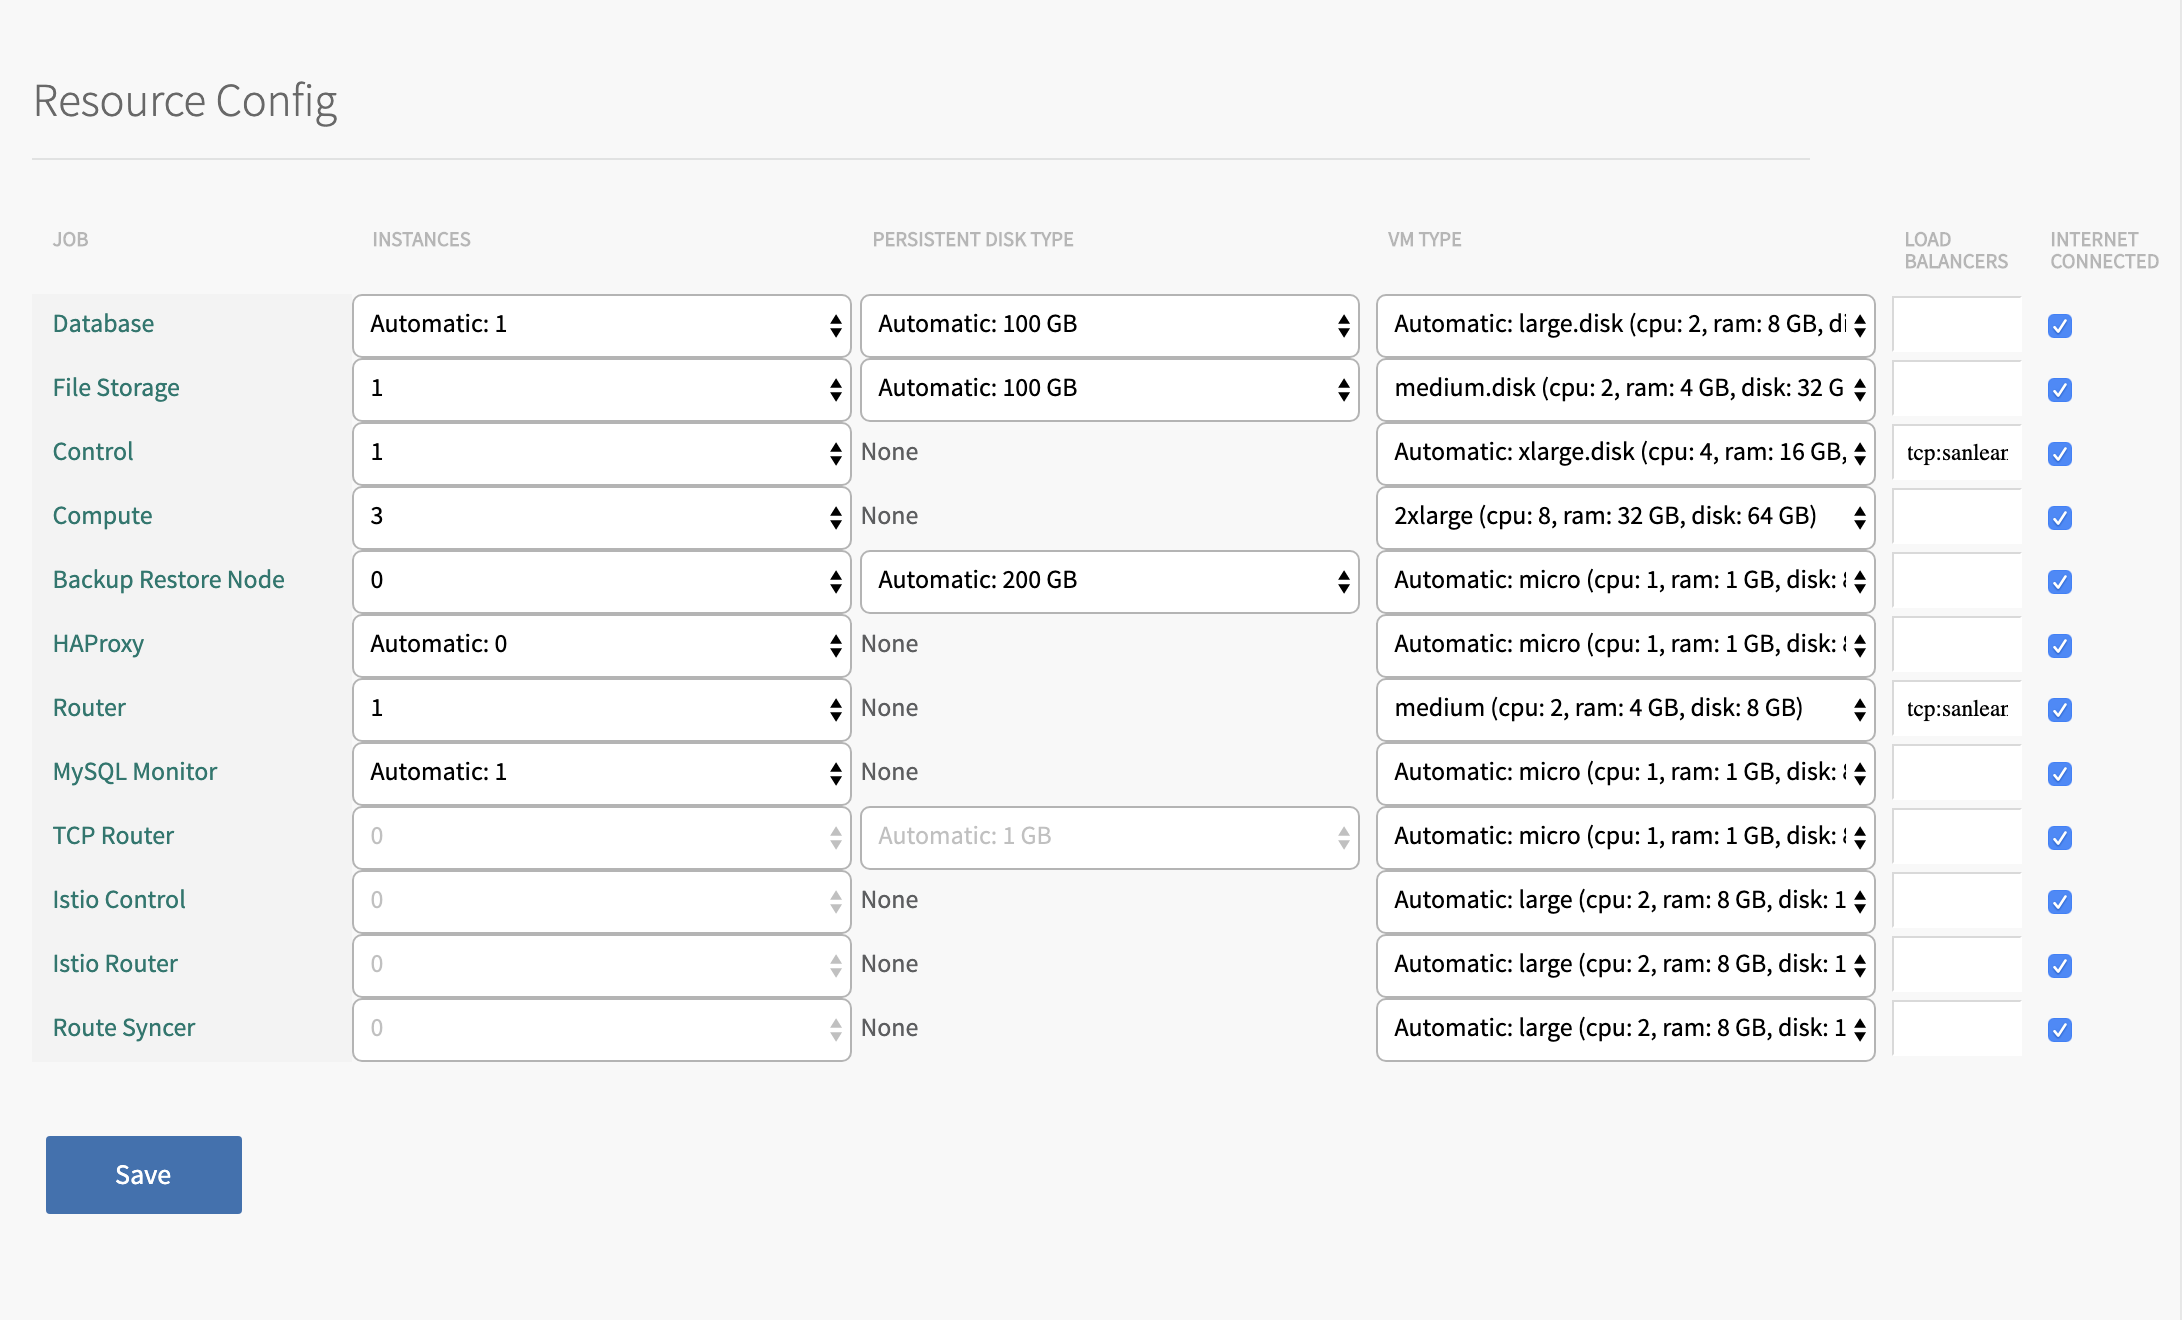 Resource Config
JOB INSTANCES PERSISTENT DISK TYPE VM TYPE LOAD BALANCERS INTERNET CONNECTED
Database Automatic: 1 Automatic: 100 GB Automatic: large.disk (cpu: 2, ram: 8 GB, di
File Storage 1 Automatic: 100 GB medium.disk (cpu: 2, ram: 4 GB, disk: 32 G
Control 1 None Automatic: xlarge.disk (cpu: 4, ram: 16 GB, tcp:sanlear
Compute 3 None 2xlarge (cpu: 8, ram: 32 GB, disk: 64 GB)
Backup Restore Node 0 Automatic: 200 GB Automatic: micro (cpu: 1, ram: 1 GB, disk:
HAProxy Automatic: 0 None Automatic: micro (cpu: 1, ram: 1 GB, disk:
Router 1 None medium (cpu: 2, ram: 4 GB, disk: 8 GB) tcp:sanlear
MySQL Monitor Automatic: 1 None Automatic: micro (cpu: 1, ram: 1 GB, disk:
TCP Router 0 Automatic: 1 GB Automatic: micro (cpu: 1, ram: 1 GB, disk:
Istio Control 0 None Automatic: large (cpu: 2, ram: 8 GB, disk: 1
Istio Router 0 None Automatic: large (cpu: 2, ram: 8 GB, disk: 1
Route Syncer 0 None Automatic: large (cpu: 2, ram: 8 GB, disk: 1
Save